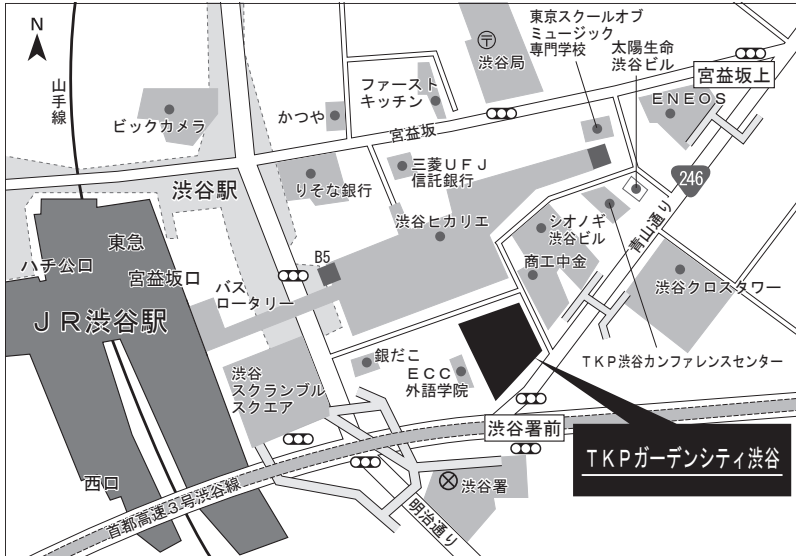 N
山手線
ビックカメラ
かつや
ファースト
キッチン
渋谷局
東京スクールオブ
ミュージック
専門学校
太陽生命
渋谷ビル
宮益坂上
ENEOS
宮益坂
渋谷駅
りそな銀行
三菱UFJ
信託銀行
246
青山通り
渋谷ヒカリエ
シオノギ
渋谷ビル
商工中金
渋谷クロスタワー
東急
ハチ公口
宮益坂口
B5
バス
ロータリー
JR渋谷駅
TKP渋谷カンファレンスセンター
銀だこ
ECC
外語学院
渋谷
スクランブル
スクエア
渋谷署前
TKPガーデンシティ渋谷
西口
首都高速3号渋谷線
渋谷署
明治通り